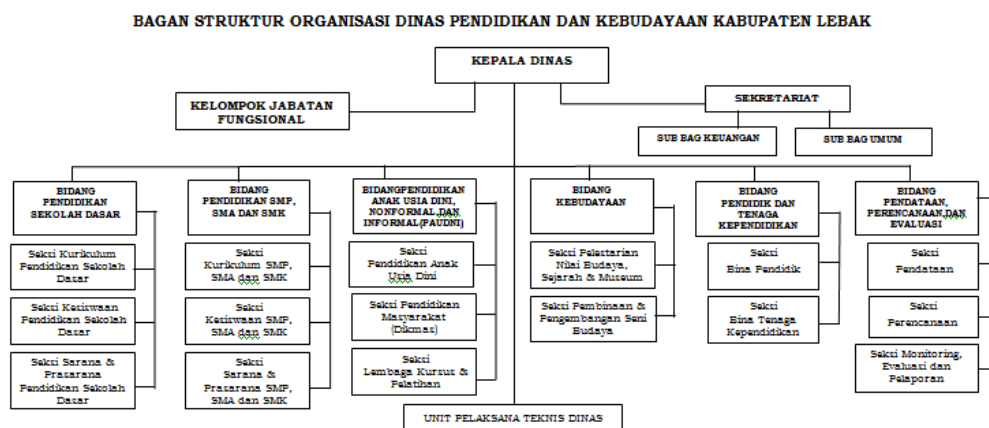 BAGAN STRUKTUR ORGANISASI DINAS PENDIDIKAN DAN KEBUDAYAAN KABUPATEN LEBAK
KEPALA DINAS
KELOMPOK JABATAN
FUNGSIONAL
SEKRETARIAT
SUB BAG KEUANGAN
SUB BAG UMUM
BIDANG
PENDIDIKAN
SEKOLAH DASAR
Seksi Kurikulum
Pendidikan Sekolah
Dasar
Seksi Kesiswaan
Pendidikan Sekolah
Dasar
Seksi Sarana &
Prasarana
Pendidikan Sekolah
Dasar
BIDANG
PENDIDIKAN SMP,
SMA DAN SMK
Seksi
Kurikulum SMP,
SMA dan SMK
Seksi
Kesiswaan SMP,
SMA dan SMK
Seksi
Sarana &
Prasarana SMP,
SMA dan SMK
BIDANGPENDIDIKAN
ANAK USIA DINI,
NONFORMAL,DAN
INFORMAL(PAUDNI)
Seksi
Pendidikan Anak
Usia Dini
Seksi Pendidikan
Masyarakat
(Dikmas)
Seksi
Lembaga Kursus &
Pelatihan
BIDANG
KEBUDAYAAN
Seksi Pelestarian
Nilai Budaya,
Sejarah & Museum
Seksi Pembinaan &
Pengembangan Seni
Budaya
BIDANG
PENDIDIK DAN
TENAGA
KEPENDIDIKAN
Seksi
Bina Pendidik
Seksi
Bina Tenaga
Kependidikan
BIDANG
PENDATAAN,
PERENCANAAN,DAN
EVALUASI
Seksi
Pendataan
Seksi
Perencanaan
Seksi Monitoring,
Evaluasi dan
Pelaporan
UNIT PELAKSANA TEKNIS DINAS